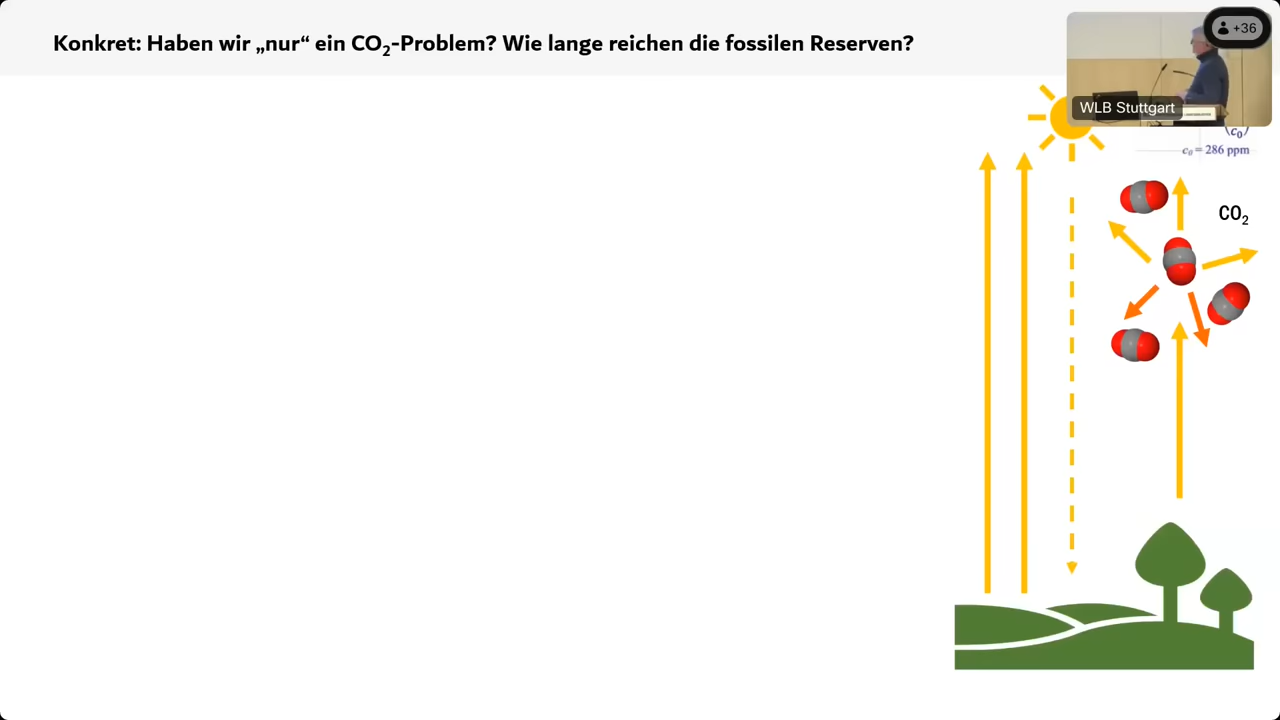 Konkret: Haben wir „nur“ ein CO₂-Problem? Wie lange reichen die fossilen Reserven?
+36
WLB Stuttgart
(c₀)
c₀ = 286 ppm
CO₂